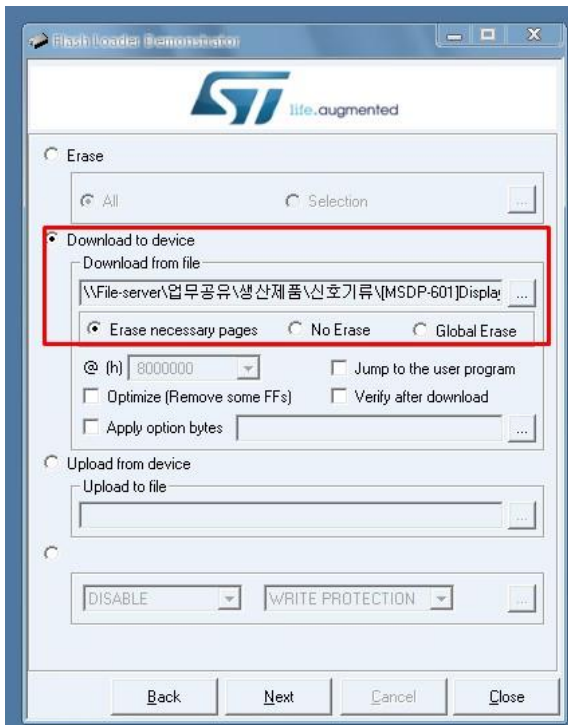 Flash Loader Demonstrator
ST life.augmented
Erase
All Selection ...
Download to device
Download from file
\\File-server\업무공유\생산제품\신호기류\[MSDP-601]Display ...
Erase necessary pages No Erase Global Erase
@ (h) 8000000 Jump to the user program
Optimize (Remove some FFs) Verify after download
Apply option bytes ...
Upload from device
Upload to file
...
DISABLE WRITE PROTECTION ...
Back Next Cancel Close